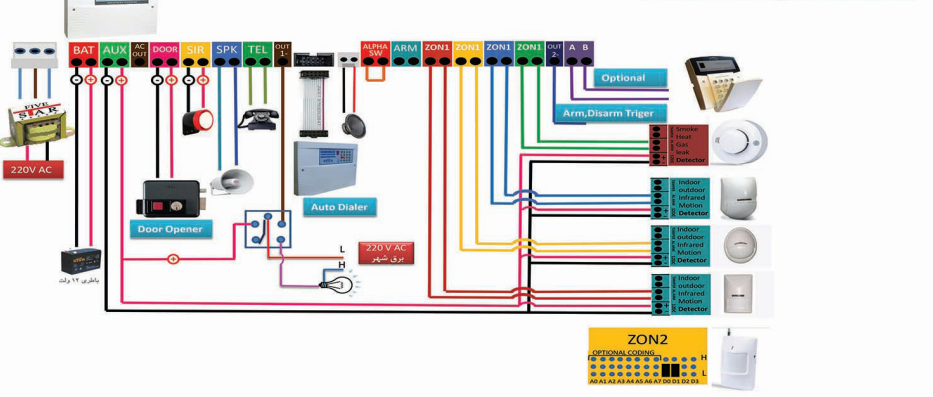 BAT AUX AC OUT DOOR SIR SPK TEL OUT 1- ALPHA SW ARM ZON1 ZON1 ZON1 ZON1 OUT 2- A B
Optional
Arm,Disarm Triger
FIVE
STAR
220V AC
Smoke
Heat
Gas
leak
Detector
Indoor
outdoor
Infrared
Motion
Detector
Auto Dialer
Door Opener
Indoor
outdoor
Infrared
Motion
Detector
L
H
220 V AC
برق شهر
باطری ۱۲ ولت
Indoor
outdoor
Infrared
Motion
Detector
ZON2
OPTIONAL CODING
H
L
A0 A1 A2 A3 A4 A5 A6 A7 D0 D1 D2 D3